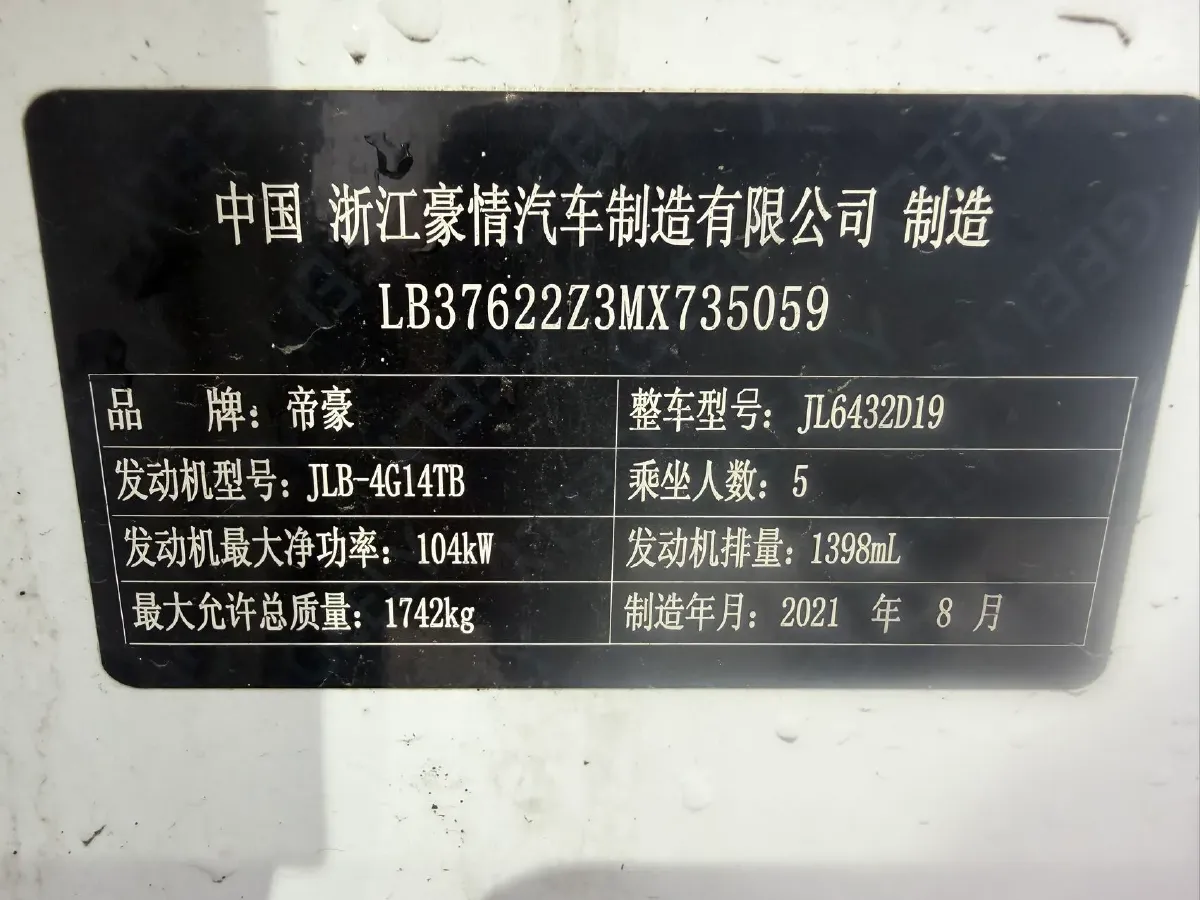 中国 浙江豪情汽车制造有限公司 制造
LB37622Z3MX735059
品 牌：帝豪 整车型号：JL6432D19
发动机型号：JLB-4G14TB 乘坐人数：5
发动机最大净功率：104kW 发动机排量：1398mL
最大允许总质量：1742kg 制造年月：2021 年 8 月